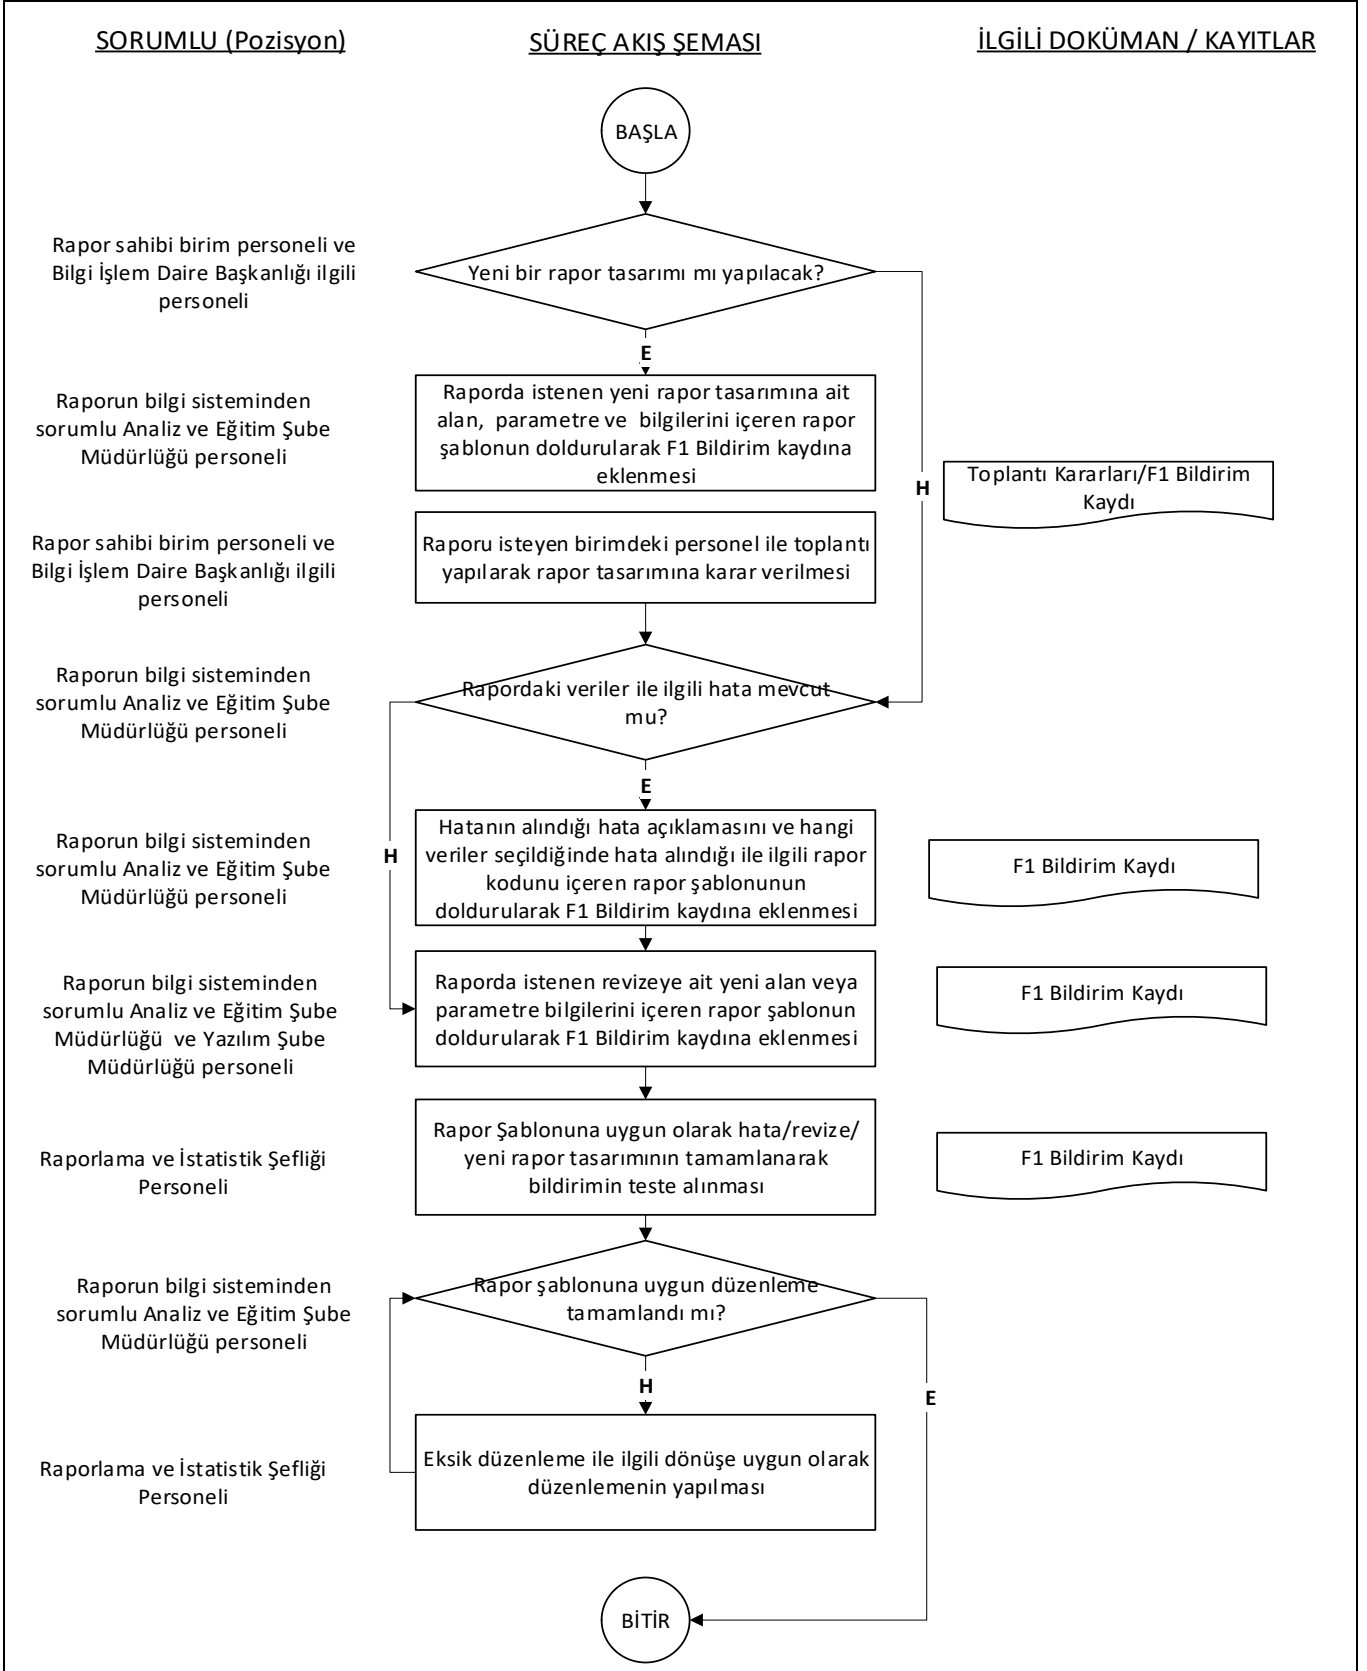 SORUMLU (Pozisyon)
SÜREÇ AKIŞ ŞEMASI
İLGİLİ DOKÜMAN / KAYITLAR
BAŞLA
Rapor sahibi birim personeli ve
Bilgi İşlem Daire Başkanlığı ilgili
personeli
Yeni bir rapor tasarımı mı yapılacak?
E
H
Raporun bilgi sisteminden
sorumlu Analiz ve Eğitim Şube
Müdürlüğü personeli
Raporda istenen yeni rapor tasarımına ait
alan, parametre ve bilgilerini içeren rapor
şablonun doldurularak F1 Bildirim kaydına
eklenmesi
Toplantı Kararları/F1 Bildirim
Kaydı
Rapor sahibi birim personeli ve
Bilgi İşlem Daire Başkanlığı ilgili
personeli
Raporu isteyen birimdeki personel ile toplantı
yapılarak rapor tasarımına karar verilmesi
Raporun bilgi sisteminden
sorumlu Analiz ve Eğitim Şube
Müdürlüğü personeli
Rapordaki veriler ile ilgili hata mevcut
mu?
E
H
Raporun bilgi sisteminden
sorumlu Analiz ve Eğitim Şube
Müdürlüğü personeli
Hatanın alındığı hata açıklamasını ve hangi
veriler seçildiğinde hata alındığı ile ilgili rapor
kodunu içeren rapor şablonunun
doldurularak F1 Bildirim kaydına eklenmesi
F1 Bildirim Kaydı
Raporun bilgi sisteminden
sorumlu Analiz ve Eğitim Şube
Müdürlüğü ve Yazılım Şube
Müdürlüğü personeli
Raporda istenen revizeye ait yeni alan veya
parametre bilgilerini içeren rapor şablonun
doldurularak F1 Bildirim kaydına eklenmesi
F1 Bildirim Kaydı
Raporlama ve İstatistik Şefliği
Personeli
Rapor Şablonuna uygun olarak hata/revize/
yeni rapor tasarımının tamamlanarak
bildirimin teste alınması
F1 Bildirim Kaydı
Raporun bilgi sisteminden
sorumlu Analiz ve Eğitim Şube
Müdürlüğü personeli
Rapor şablonuna uygun düzenleme
tamamlandı mı?
H
E
Raporlama ve İstatistik Şefliği
Personeli
Eksik düzenleme ile ilgili dönüşe uygun olarak
düzenlemenin yapılması
BİTİR